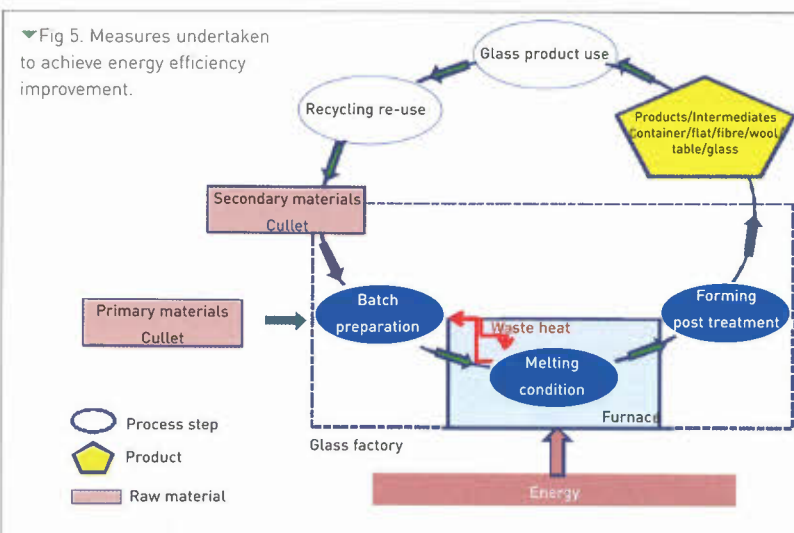 ▼Fig 5. Measures undertaken
to achieve energy efficiency
improvement.
Glass product use
Recycling re-use
Products/Intermediates
Container/flat/fibre/wool/
table/glass
Secondary materials
Cullet
Primary materials
Cullet
Batch
preparation
Waste heat
Melting
condition
Forming
post treatment
Furnace
Glass factory
Energy
Process step
Product
Raw material